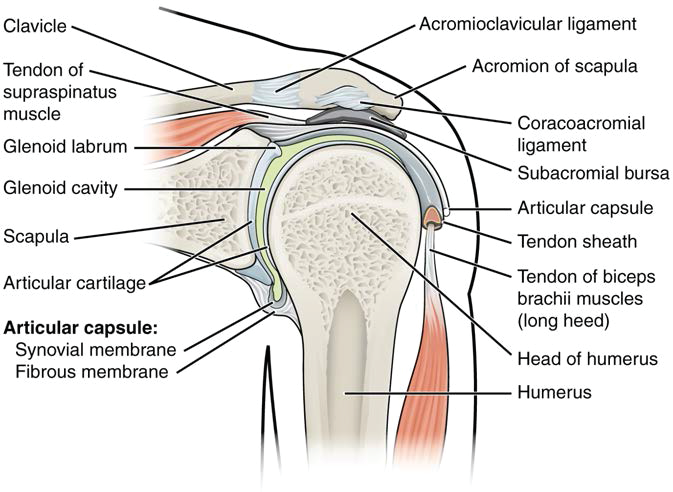 Clavicle
Tendon of
supraspinatus
muscle
Glenoid labrum
Glenoid cavity
Scapula
Articular cartilage
Articular capsule:
Synovial membrane
Fibrous membrane
Acromioclavicular ligament
Acromion of scapula
Coracoacromial
ligament
Subacromial bursa
Articular capsule
Tendon sheath
Tendon of biceps
brachii muscles
(long heed)
Head of humerus
Humerus